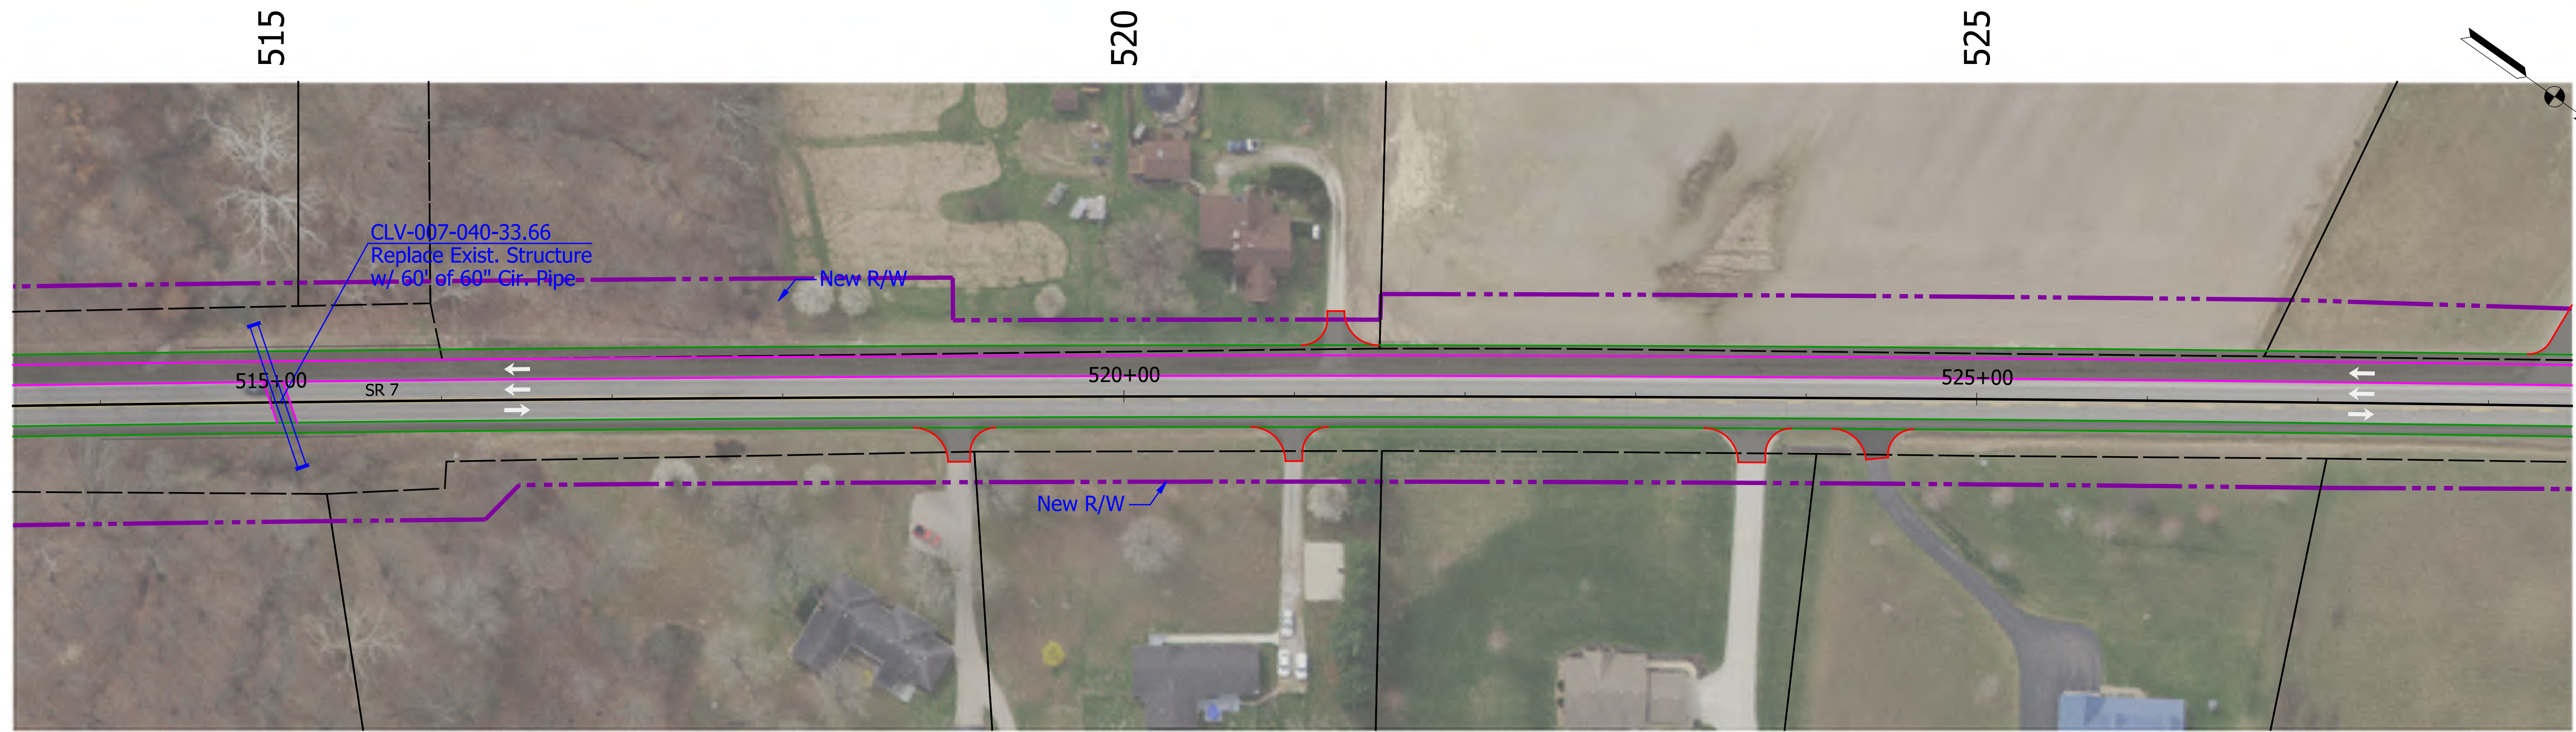 515
520
525
CLV-007-040-33.66
Replace Exist. Structure
w/ 60' of 60" Cir. Pipe
New R/W
515+00
SR 7
520+00
525+00
New R/W